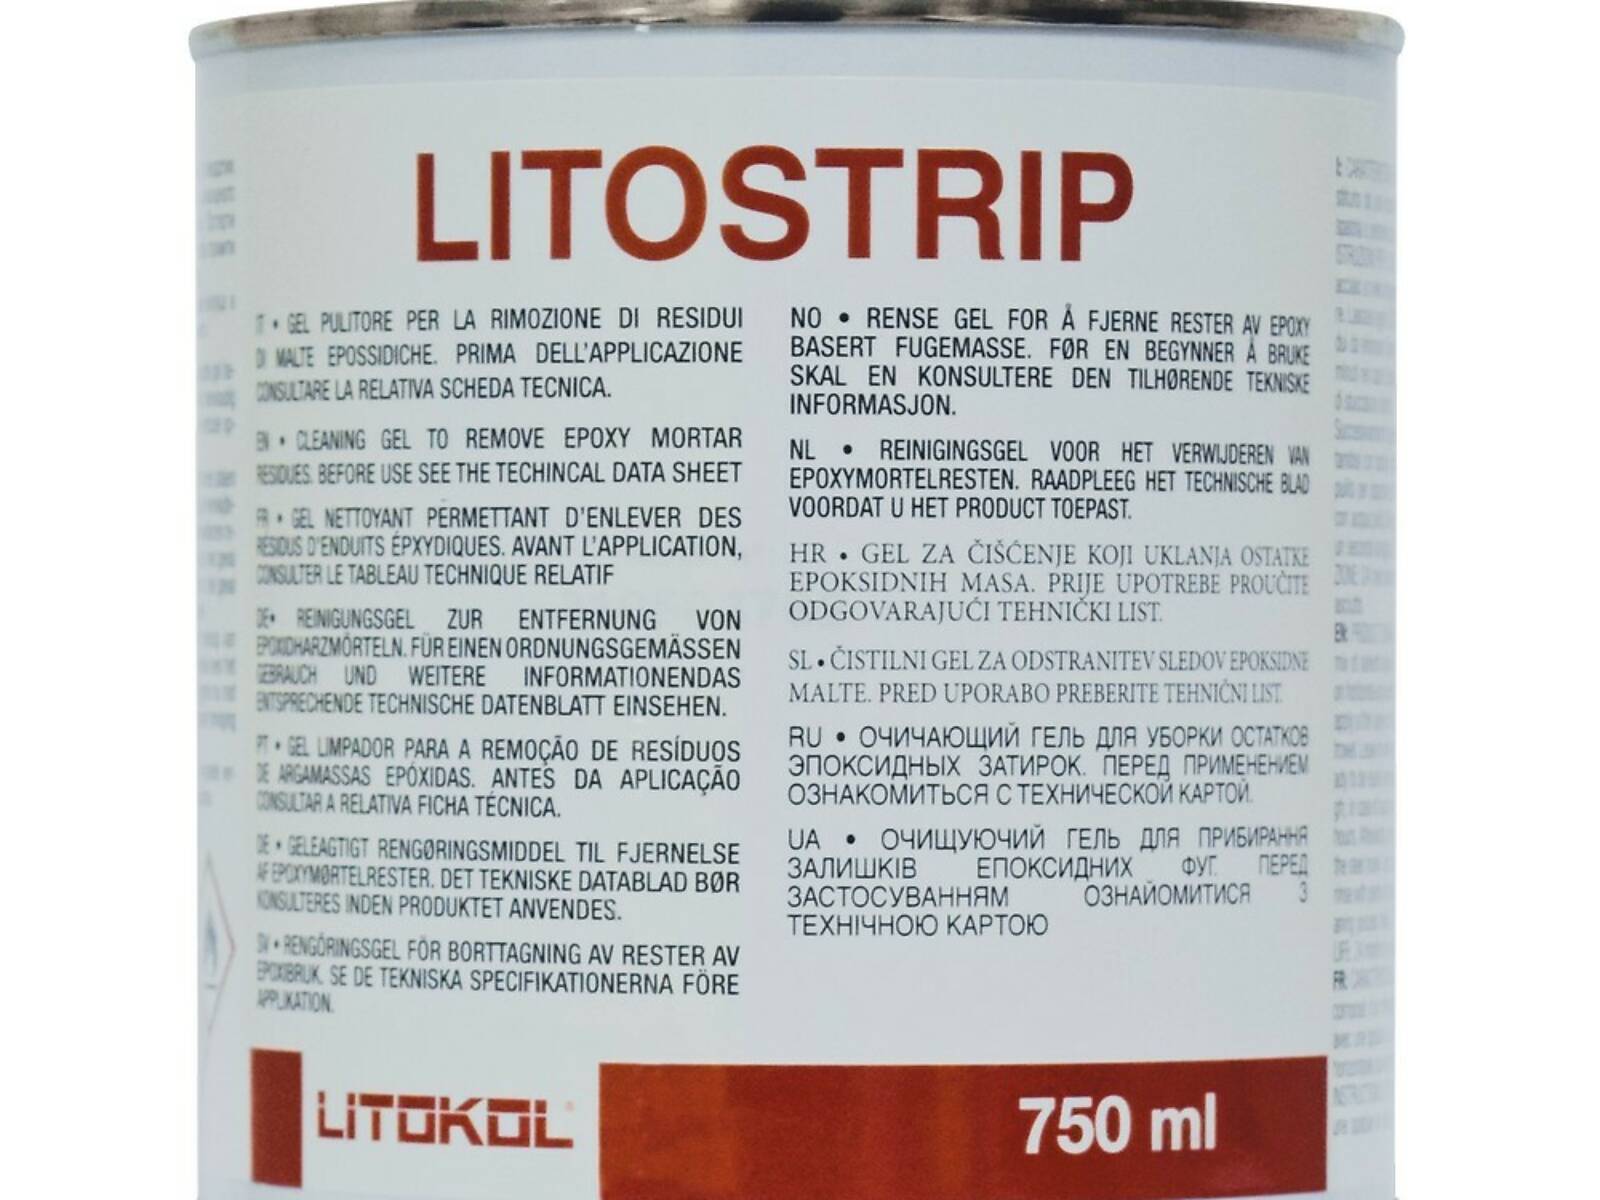 LITOSTRIP
IT • GEL PULITORE PER LA RIMOZIONE DI RESIDUI
DI MALTE EPOSSIDICHE. PRIMA DELL'APPLICAZIONE
CONSULTARE LA RELATIVA SCHEDA TECNICA.
EN • CLEANING GEL TO REMOVE EPOXY MORTAR
RESIDUES. BEFORE USE SEE THE TECHINCAL DATA SHEET
FR • GEL NETTOYANT PERMETTANT D'ENLEVER DES
RESIDUS D'ENDUITS ÉPXYDIQUES. AVANT L'APPLICATION,
CONSULTER LE TABLEAU TECHNIQUE RELATIF
DE• REINIGUNGSGEL ZUR ENTFERNUNG VON
EPOXIDHARZMÖRTELN. FÜR EINEN ORDNUNGSGEMÄSSEN
GEBRAUCH UND WEITERE INFORMATIONENDAS
ENTSPRECHENDE TECHNISCHE DATENBLATT EINSEHEN.
PT • GEL LIMPADOR PARA A REMOÇÃO DE RESÍDUOS
DE ARGAMASSAS EPÓXIDAS. ANTES DA APLICAÇÃO
CONSULTAR A RELATIVA FICHA TÉCNICA.
DE • GELEAGTIGT RENGØRINGSMIDDEL TIL FJERNELSE
AF EPOXYMØRTELRESTER. DET TEKNISKE DATABLAD BØR
KONSULTERES INDEN PRODUKTET ANVENDES.
SV • RENGÖRINGSGEL FÖR BORTTAGNING AV RESTER AV
EPOXIBRUK. SE DE TEKNISKA SPECIFIKATIONERNA FÖRE
APPLIKATION.
NO • RENSE GEL FOR Å FJERNE RESTER AV EPOXY
BASERT FUGEMASSE. FØR EN BEGYNNER Å BRUKE
SKAL EN KONSULTERE DEN TILHØRENDE TEKNISKE
INFORMASJON.
NL • REINIGINGSGEL VOOR HET VERWIJDEREN VAN
EPOXYMORTELRESTEN. RAADPLEEG HET TECHNISCHE BLAD
VOORDAT U HET PRODUCT TOEPAST.
HR • GEL ZA ČIŠĆENJE KOJI UKLANJA OSTATKE
EPOKSIDNIH MASA. PRIJE UPOTREBE PROUČITE
ODGOVARAJUĆI TEHNIČKI LIST.
SL • ČISTILNI GEL ZA ODSTRANITEV SLEDOV EPOKSIDNE
MALTE. PRED UPORABO PREBERITE TEHNIČNI LIST.
RU • ОЧИЧАЮЩИЙ ГЕЛЬ ДЛЯ УБОРКИ ОСТАТКОВ
ЭПОКСИДНЫХ ЗАТИРОК. ПЕРЕД ПРИМЕНЕНИЕМ
ОЗНАКОМИТЬСЯ С ТЕХНИЧЕСКОЙ КАРТОЙ.
UA • ОЧИЩУЮЧИЙ ГЕЛЬ ДЛЯ ПРИБИРАННЯ
ЗАЛИШКІВ ЕПОКСИДНИХ ФУГ. ПЕРЕД
ЗАСТОСУВАННЯМ ОЗНАЙОМИТИСЯ З
ТЕХНІЧНОЮ КАРТОЮ
LITOKOL
750 ml